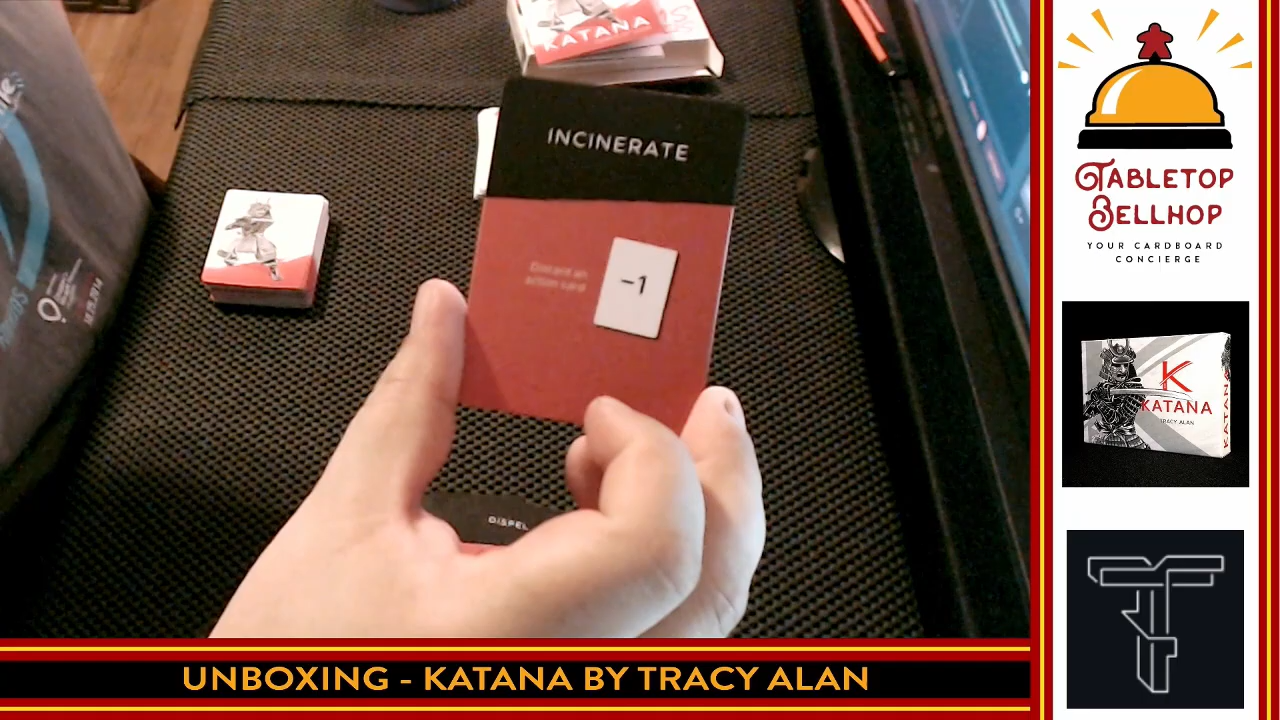 KATANA
INCINERATE
Discard an
action card
–1
DISPEL
UNBOXING - KATANA BY TRACY ALAN
TABLETOP
BELLHOP
YOUR CARDBOARD
CONCIERGE
K
KATANA
TRACY ALAN
KATANA